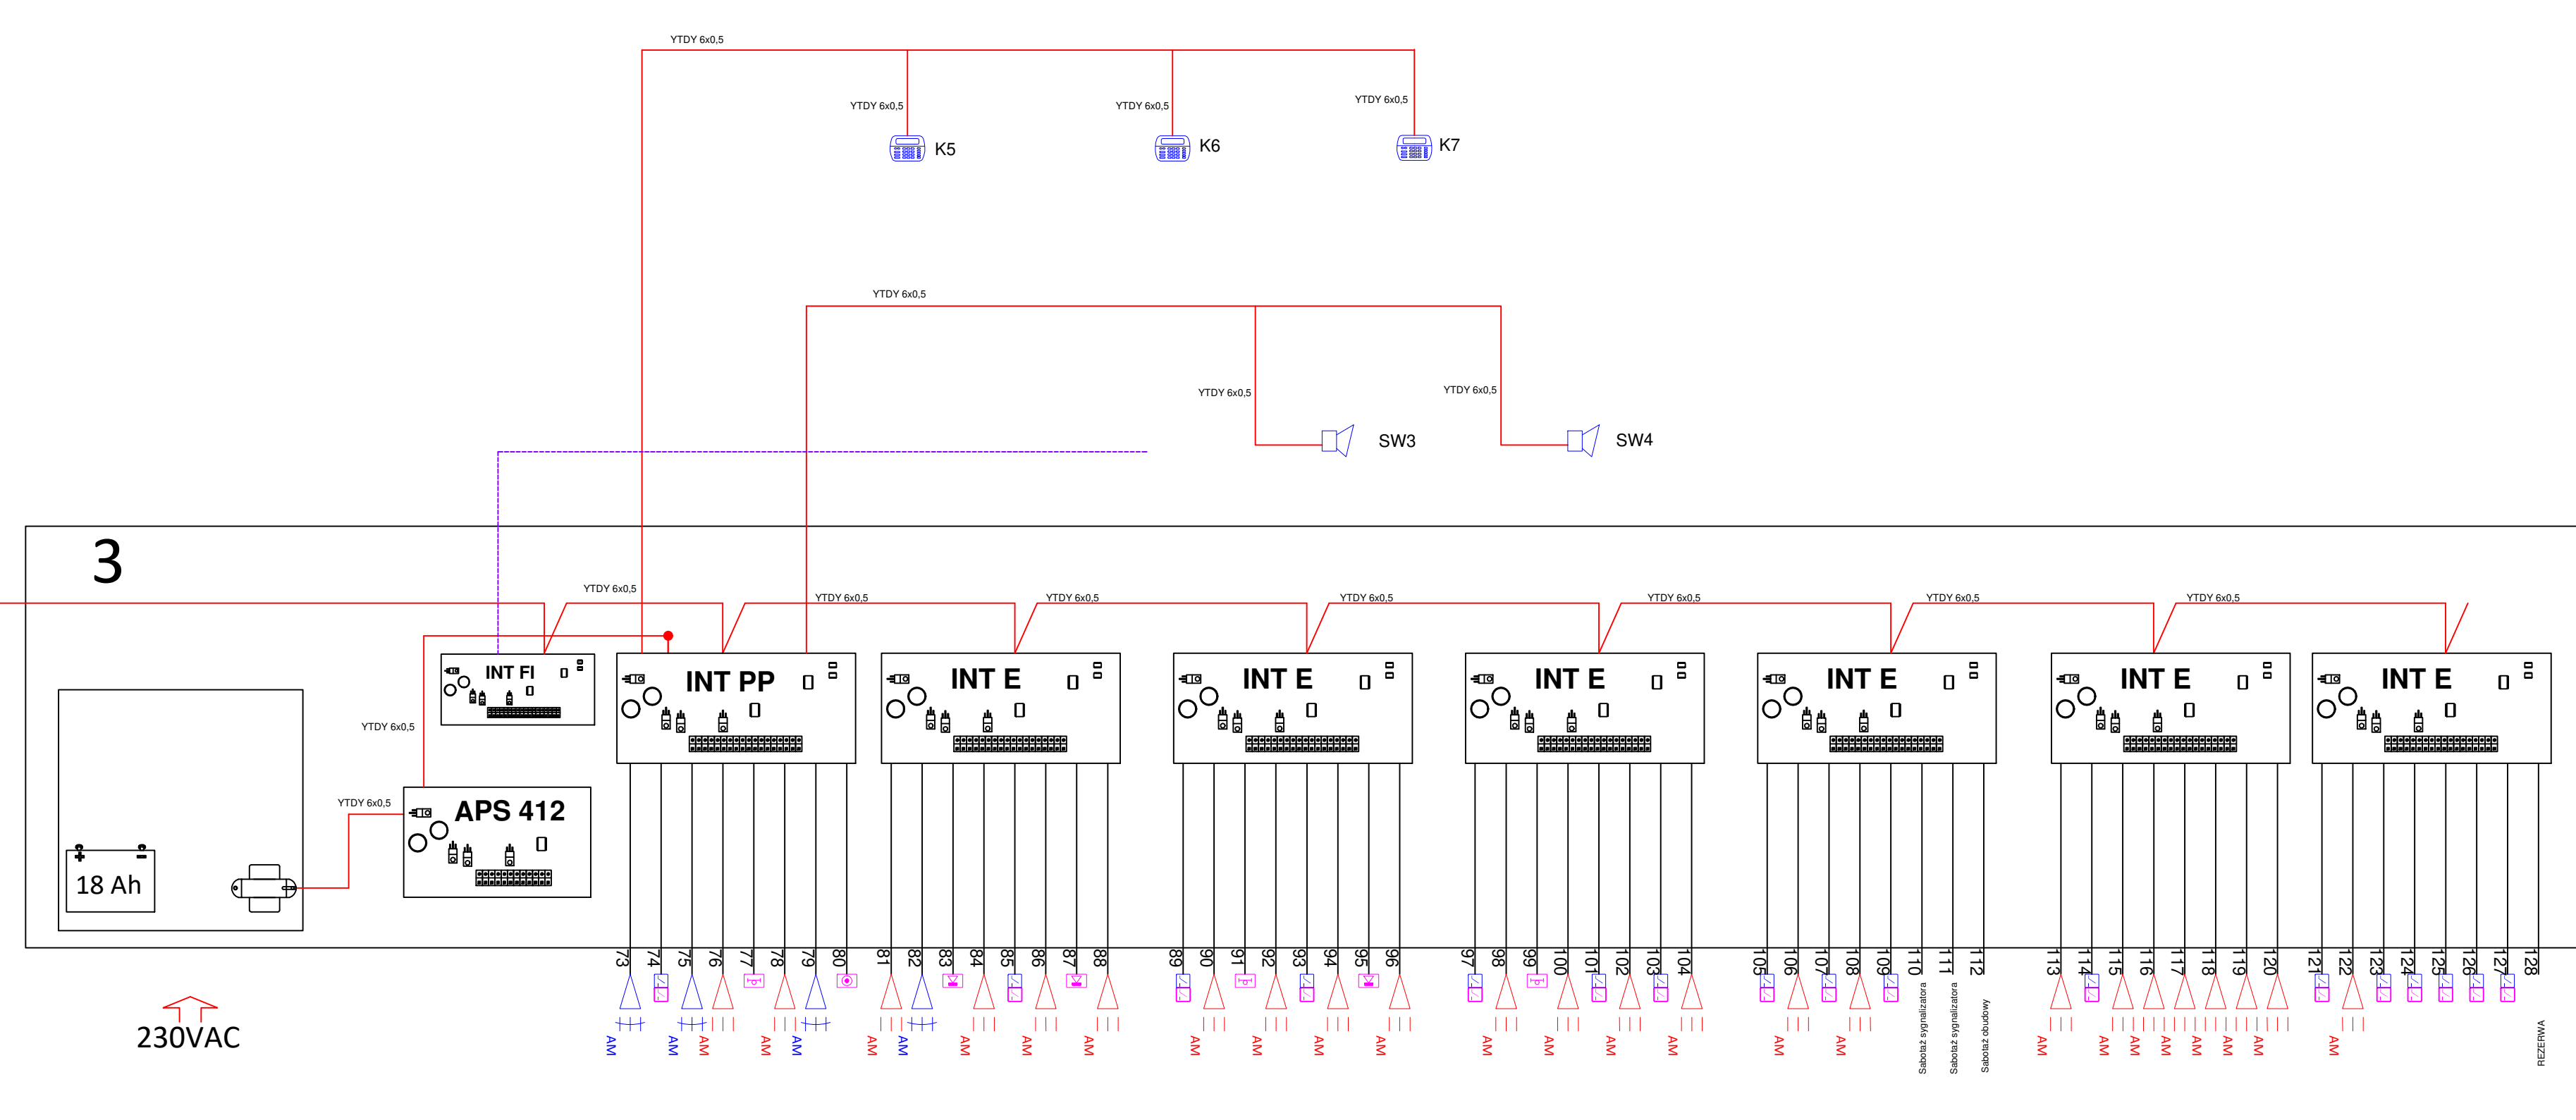 YTDY 6x0,5
YTDY 6x0,5
YTDY 6x0,5
YTDY 6x0,5
K5
K6
K7
YTDY 6x0,5
YTDY 6x0,5
YTDY 6x0,5
SW3
SW4
3
YTDY 6x0,5
YTDY 6x0,5
YTDY 6x0,5
YTDY 6x0,5
YTDY 6x0,5
YTDY 6x0,5
YTDY 6x0,5
INT FI
INT PP
INT E
INT E
INT E
INT E
INT E
INT E
YTDY 6x0,5
YTDY 6x0,5
APS 412
+ -
18 Ah
73 74 75 76 77 78 79 80
81 82 83 84 85 86 87 88
89 90 91 92 93 94 95 96
97 98 99 100 101 102 103 104
105 106 107 108 109 110 111 112
113 114 115 116 117 118 119 120
121 122 123 124 125 126 127 128
Sabotaż sygnalizatora
Sabotaż sygnalizatora
Sabotaż obudowy
REZERWA
230VAC
AM AM AM AM AM
AM AM AM AM AM
AM AM AM AM
AM AM AM AM
AM AM
AM AM AM AM AM AM AM
AM